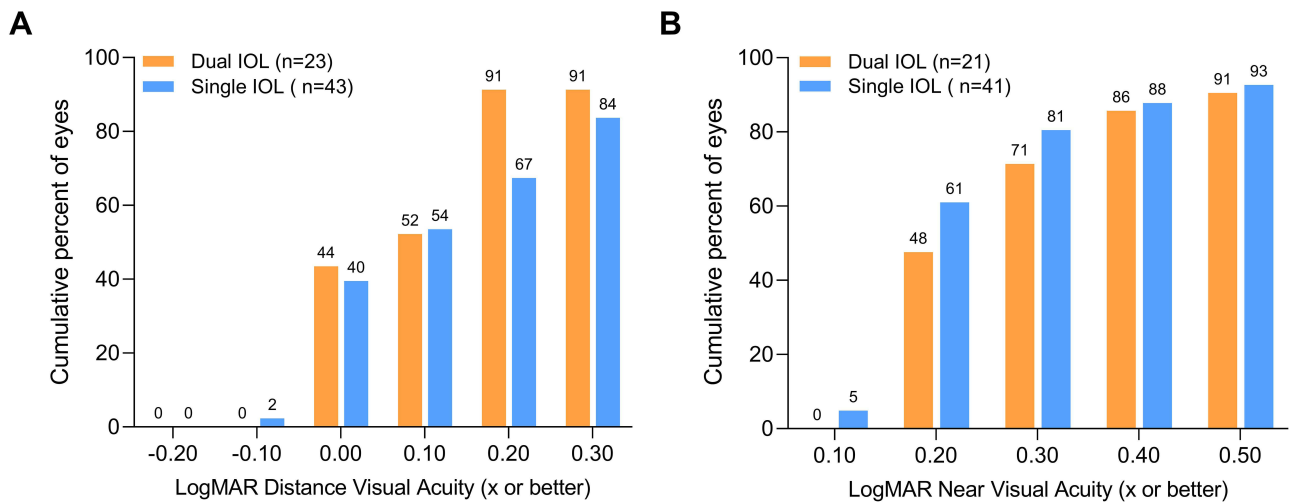 A
Dual IOL (n=23)
Single IOL ( n=43)
Cumulative percent of eyes
100
80
60
40
20
0
0 0 0 2 44 40 52 54 91 67 91 84
-0.20 -0.10 0.00 0.10 0.20 0.30
LogMAR Distance Visual Acuity (x or better)
B
Dual IOL (n=21)
Single IOL ( n=41)
Cumulative percent of eyes
100
80
60
40
20
0
0 5 48 61 71 81 86 88 91 93
0.10 0.20 0.30 0.40 0.50
LogMAR Near Visual Acuity (x or better)